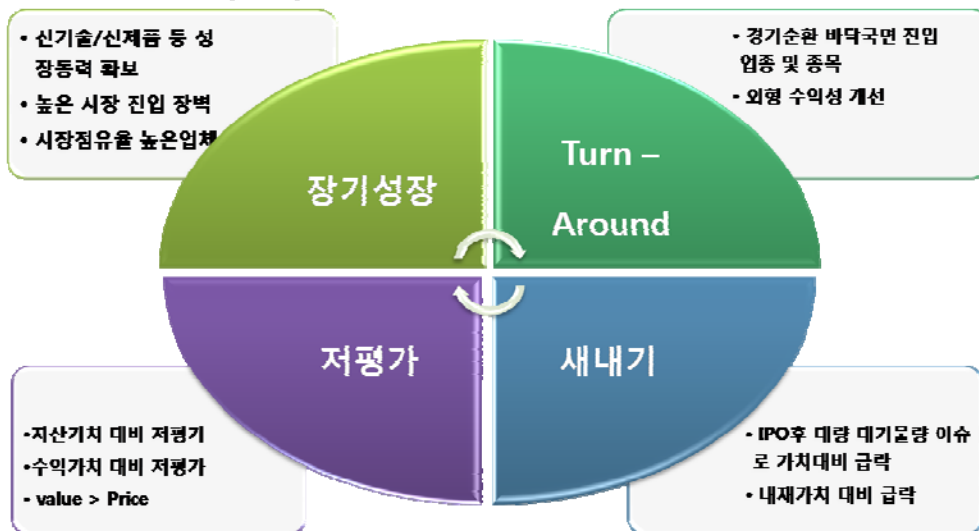 • 신기술/신제품 등 성
장동력 확보
• 높은 시장 진입 장벽
• 시장점유율 높은업체
• 경기순환 바닥국면 진입
업종 및 종목
• 외형 수익성 개선
장기성장
Turn –
Around
저평가
새내기
•자산가치 대비 저평가
•수익가치 대비 저평가
- value > Price
• IPO후 대량 대기물량 이슈
로 가치대비 급락
• 내재가치 대비 급락